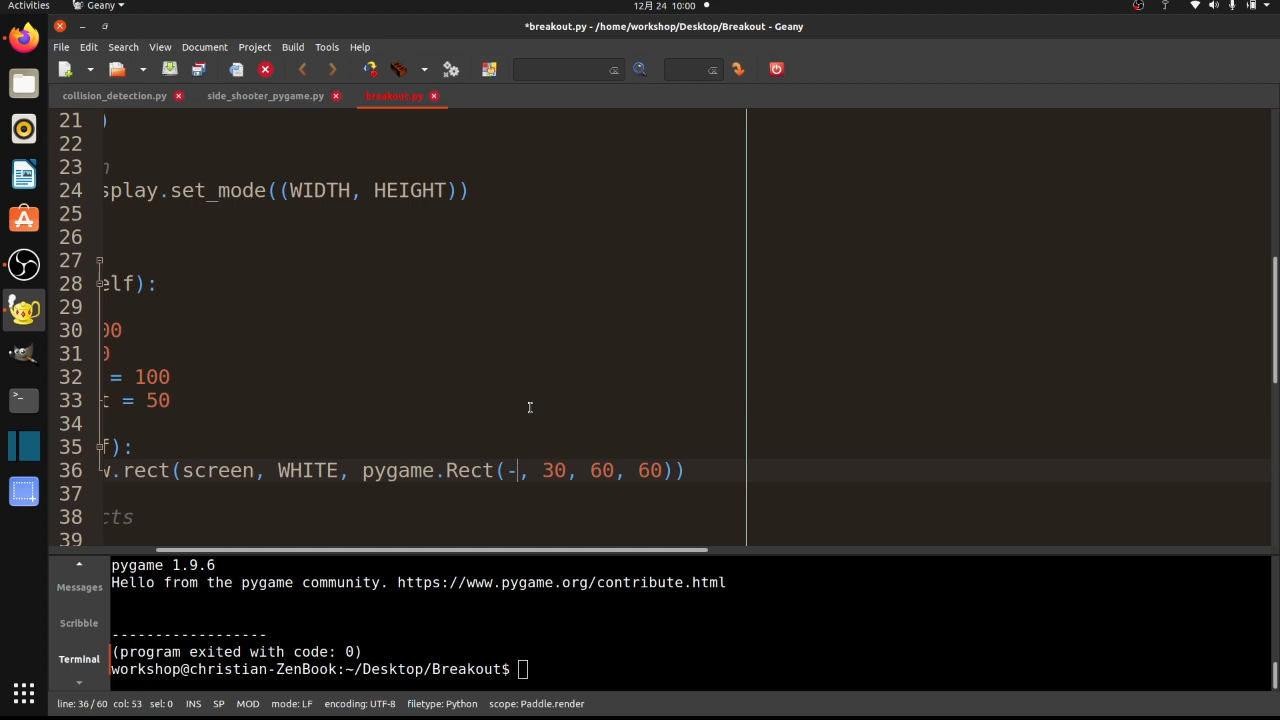 Activities
Geany
12月 24 10:00
*breakout.py - /home/workshop/Desktop/Breakout - Geany
File Edit Search View Document Project Build Tools Help
collision_detection.py side_shooter_pygame.py breakout.py
21 )
22
23 n
24 splay.set_mode((WIDTH, HEIGHT))
25
26
27
28 elf):
29
30 00
31 0
32 = 100
33 t = 50
34
35 f):
36 w.rect(screen, WHITE, pygame.Rect(-, 30, 60, 60))
37
38 cts
39
Messages
Scribble
Terminal
pygame 1.9.6
Hello from the pygame community. https://www.pygame.org/contribute.html
------------------
(program exited with code: 0)
workshop@christian-ZenBook:~/Desktop/Breakout$
line: 36 / 60 col: 53 sel: 0 INS SP MOD mode: LF encoding: UTF-8 filetype: Python scope: Paddle.render